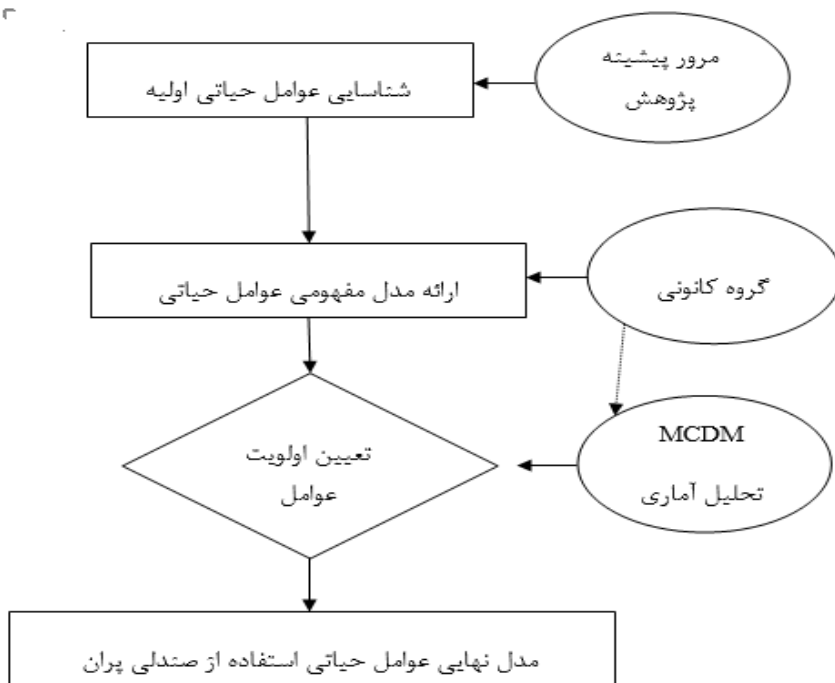 مرور پیشینه
پژوهش
شناسایی عوامل حیاتی اولیه
گروه کانونی
ارائه مدل مفهومی عوامل حیاتی
MCDM
تحلیل آماری
تعیین اولویت
عوامل
مدل نهایی عوامل حیاتی استفاده از صندلی پران